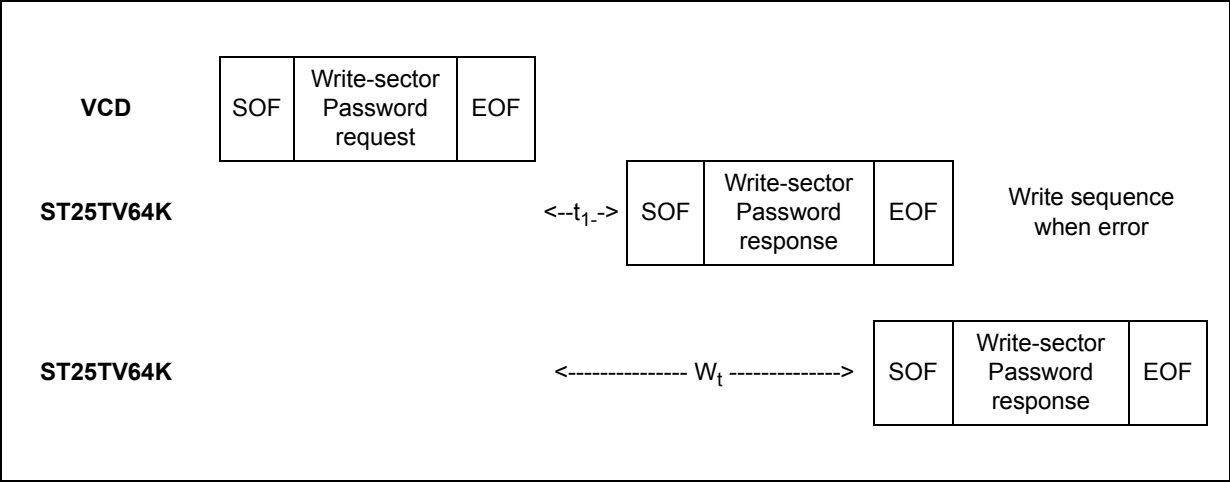 VCD
SOF
Write-sector
Password
request
EOF
ST25TV64K
<--t1-->
SOF
Write-sector
Password
response
EOF
Write sequence
when error
ST25TV64K
<--------------- Wt -------------->
SOF
Write-sector
Password
response
EOF